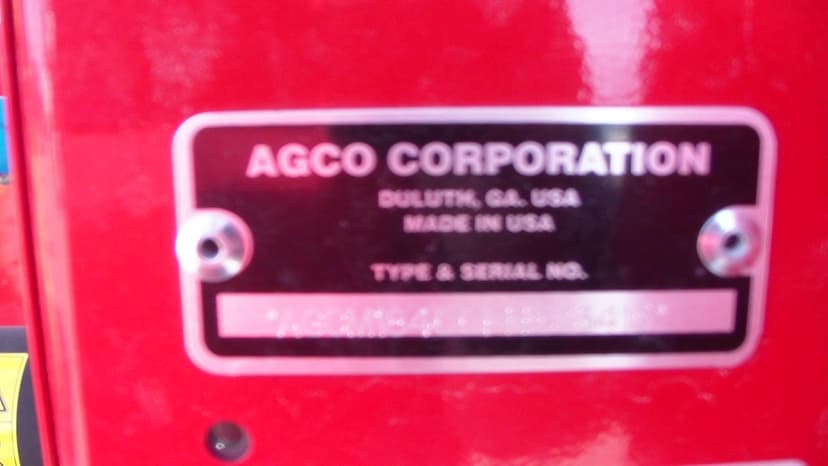 AGCO CORPORATION
DULUTH, GA. USA
MADE IN USA
TYPE & SERIAL NO.